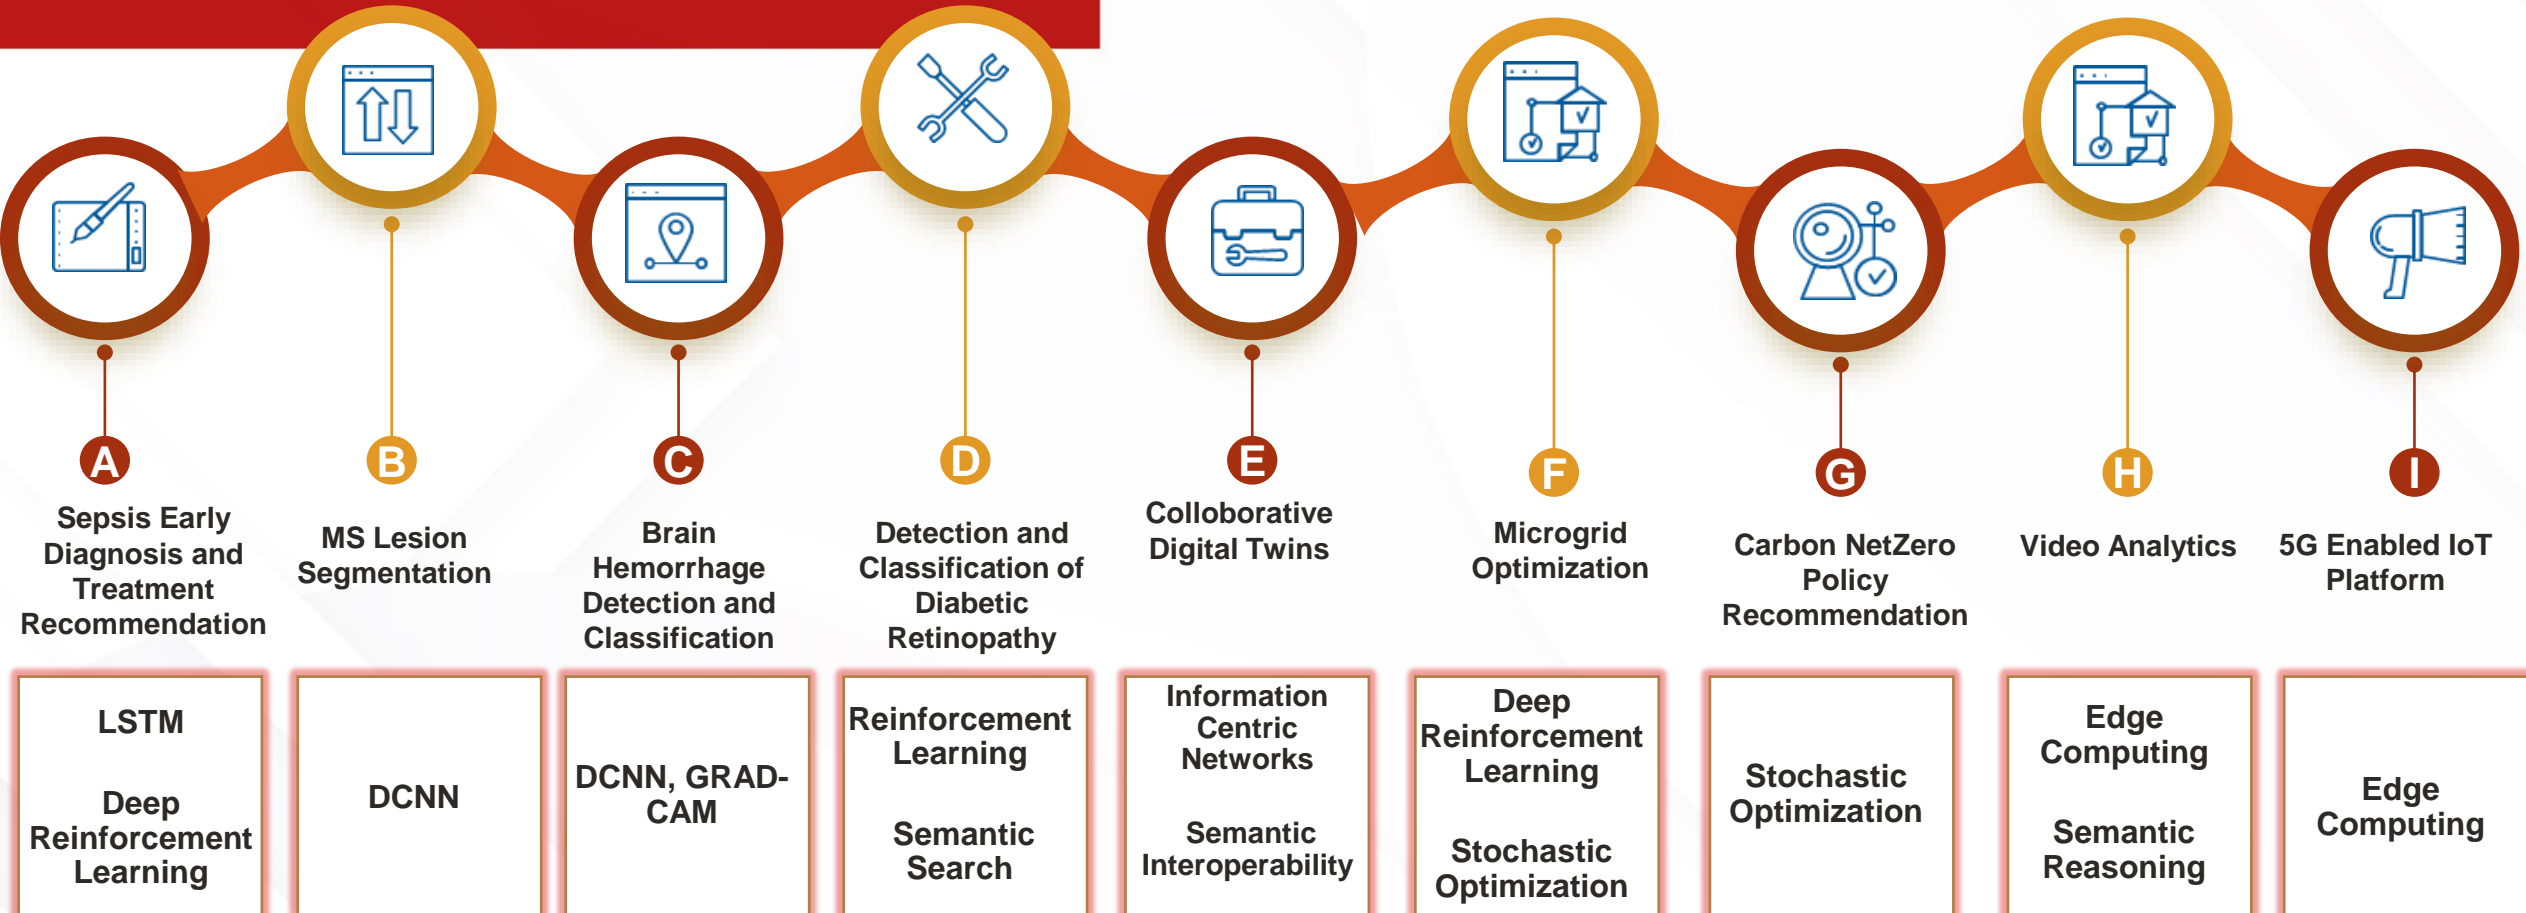 A
Sepsis Early
Diagnosis and
Treatment
Recommendation
LSTM
Deep
Reinforcement
Learning
B
MS Lesion
Segmentation
DCNN
C
Brain
Hemorrhage
Detection and
Classification
DCNN, GRAD-
CAM
D
Detection and
Classification of
Diabetic
Retinopathy
Reinforcement
Learning
Semantic
Search
E
Colloborative
Digital Twins
Information
Centric
Networks
Semantic
Interoperability
F
Microgrid
Optimization
Deep
Reinforcement
Learning
Stochastic
Optimization
G
Carbon NetZero
Policy
Recommendation
Stochastic
Optimization
H
Video Analytics
Edge
Computing
Semantic
Reasoning
I
5G Enabled IoT
Platform
Edge
Computing